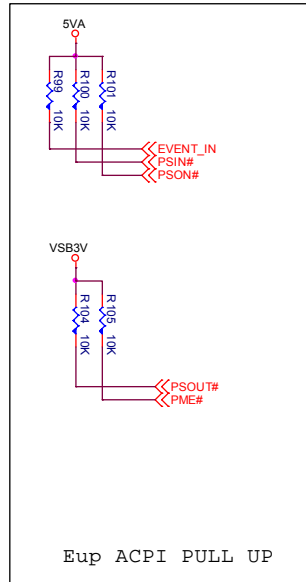 5VA
R99 10K
R100 10K
R101 10K
EVENT_IN
PSIN#
PSON#
VSB3V
R104 10K
R105 10K
PSOUT#
PME#
Eup ACPI PULL UP